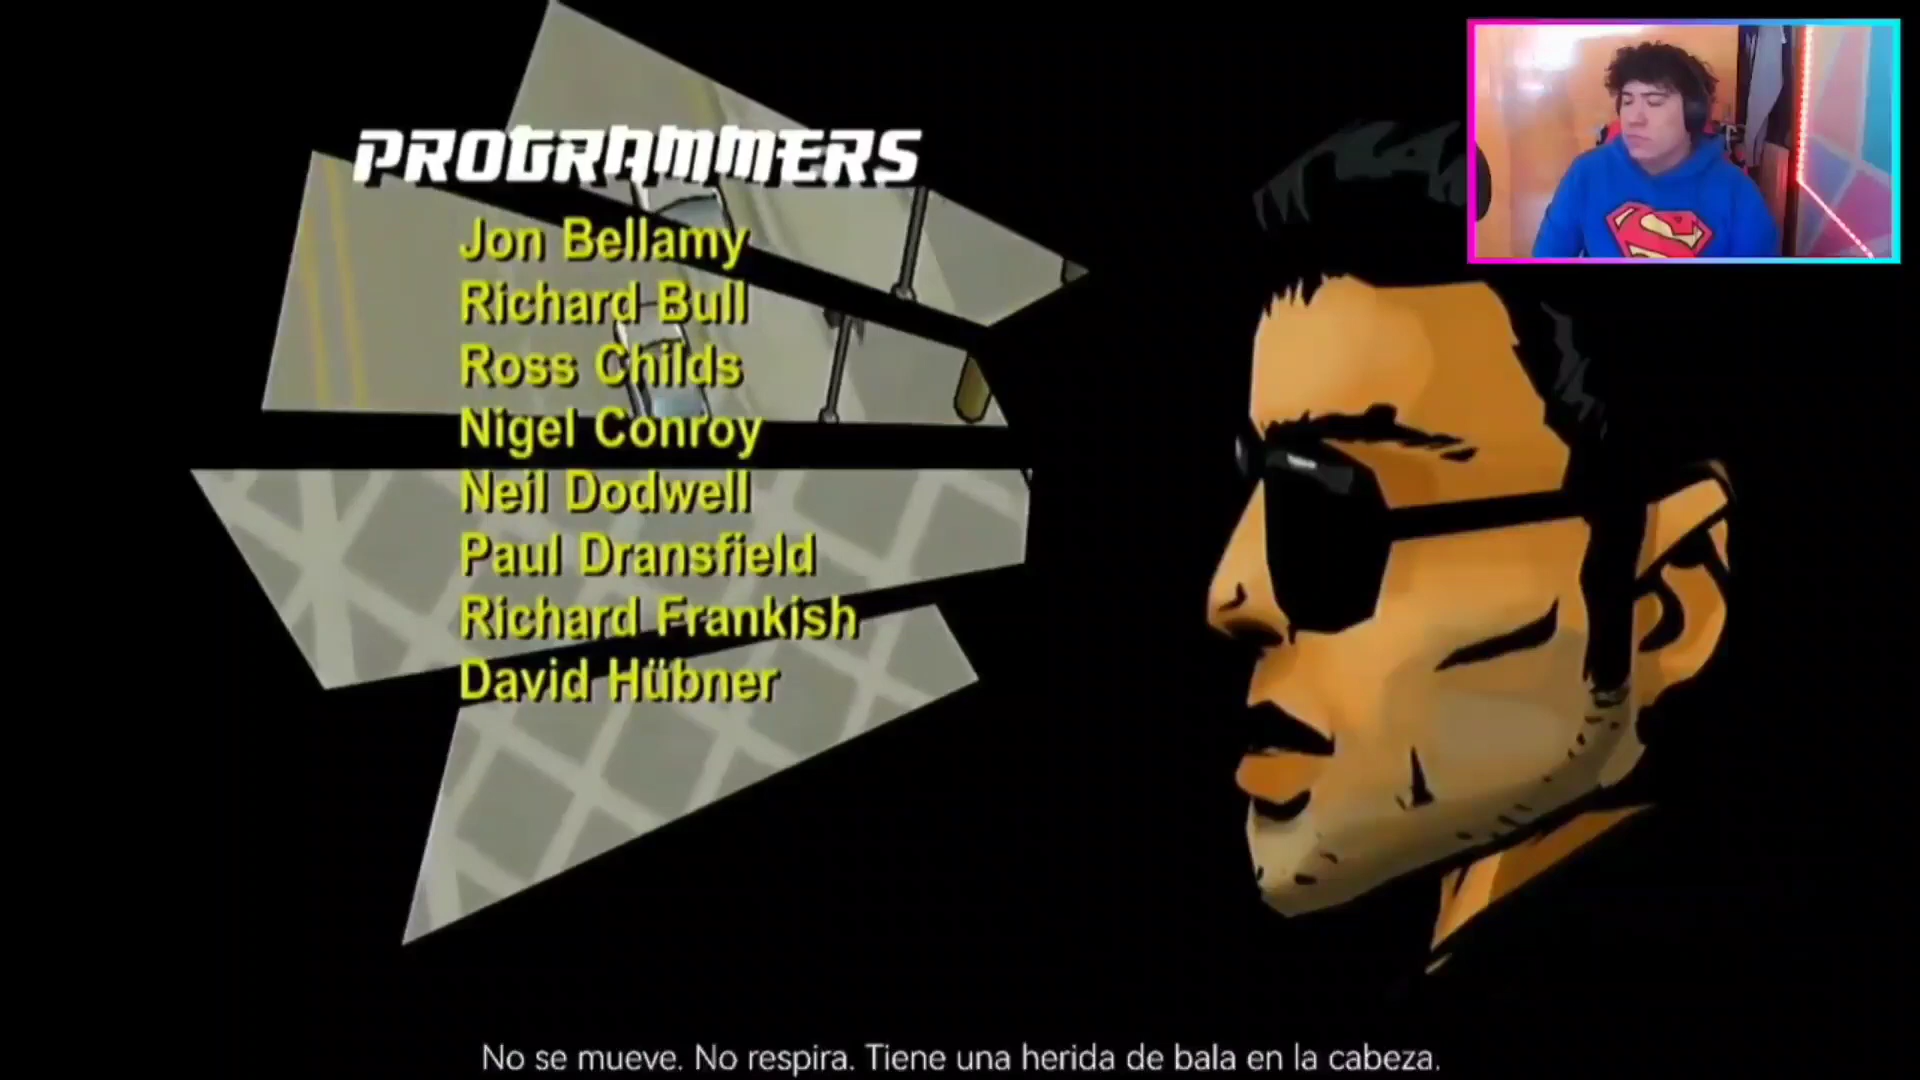 PROGRAMMERS
Jon Bellamy
Richard Bull
Ross Childs
Nigel Conroy
Neil Dodwell
Paul Dransfield
Richard Frankish
David Hübner
No se mueve. No respira. Tiene una herida de bala en la cabeza.